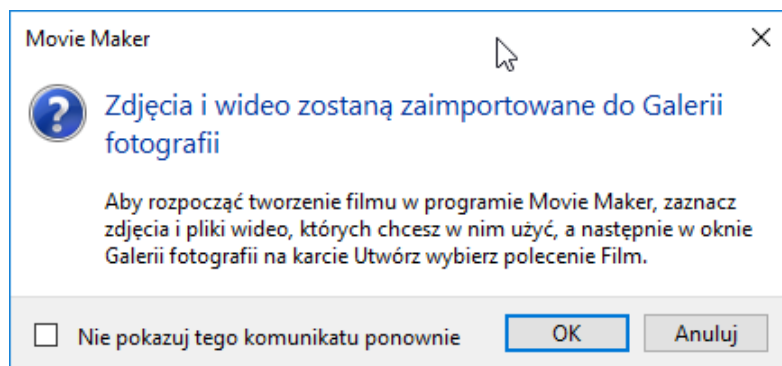 Movie Maker
Zdjęcia i wideo zostaną zaimportowane do Galerii
fotografii
Aby rozpocząć tworzenie filmu w programie Movie Maker, zaznacz
zdjęcia i pliki wideo, których chcesz w nim użyć, a następnie w oknie
Galerii fotografii na karcie Utwórz wybierz polecenie Film.
Nie pokazuj tego komunikatu ponownie
OK
Anuluj